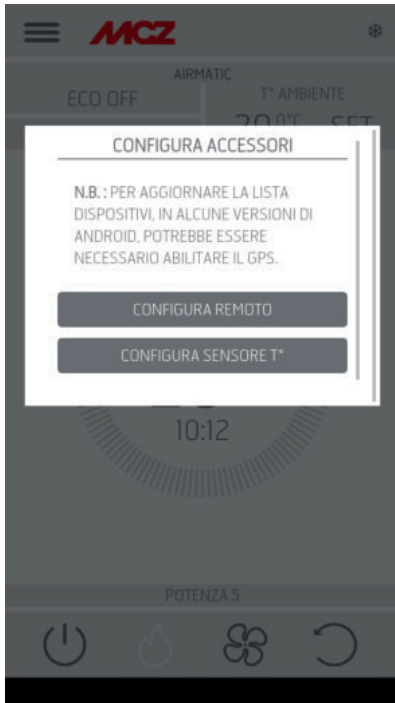 MCZ
AIRMATIC
ECO OFF
T° AMBIENTE
CONFIGURA ACCESSORI
N.B. : PER AGGIORNARE LA LISTA
DISPOSITIVI, IN ALCUNE VERSIONI DI
ANDROID, POTREBBE ESSERE
NECESSARIO ABILITARE IL GPS.
CONFIGURA REMOTO
CONFIGURA SENSORE T°
10:12
POTENZA 5